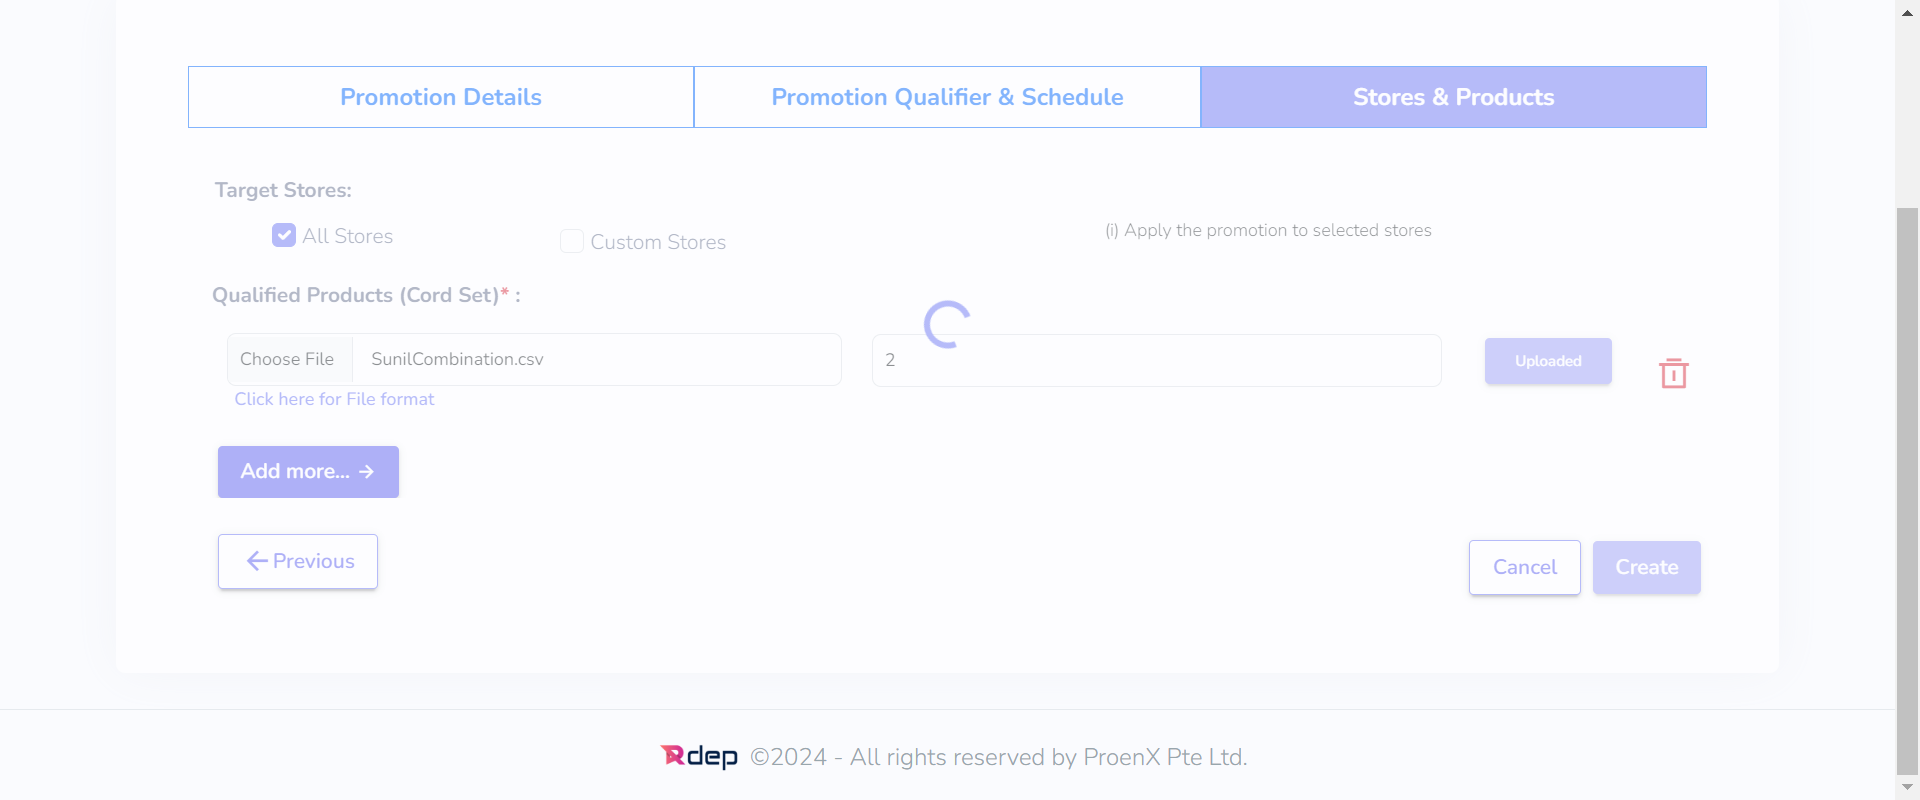 Promotion Details
Promotion Qualifier & Schedule
Stores & Products
Target Stores:
All Stores
Custom Stores
(i) Apply the promotion to selected stores
Qualified Products (Cord Set)* :
Choose File
SunilCombination.csv
2
Uploaded
Click here for File format
Add more... →
← Previous
Cancel
Create
Rdep ©2024 - All rights reserved by ProenX Pte Ltd.